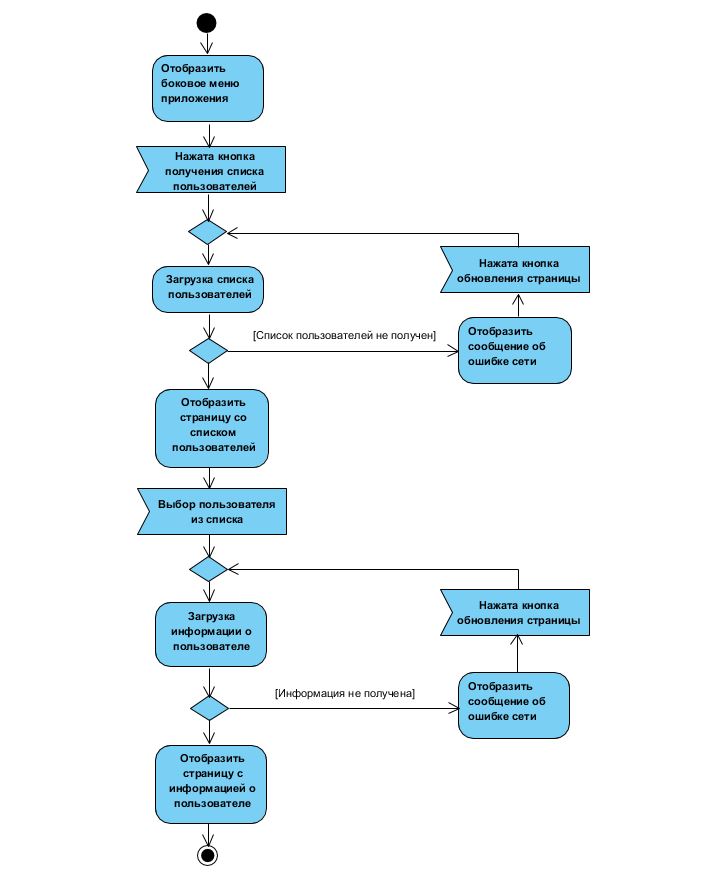 Отобразить
боковое меню
приложения
Нажата кнопка
получения списка
пользователей
Загрузка списка
пользователей
Нажата кнопка
обновления страницы
[Список пользователей не получен]
Отобразить
сообщение об
ошибке сети
Отобразить
страницу со
списком
пользователей
Выбор пользователя
из списка
Загрузка
информации о
пользователе
Нажата кнопка
обновления страницы
[Информация не получена]
Отобразить
сообщение об
ошибке сети
Отобразить
страницу с
информацией о
пользователе